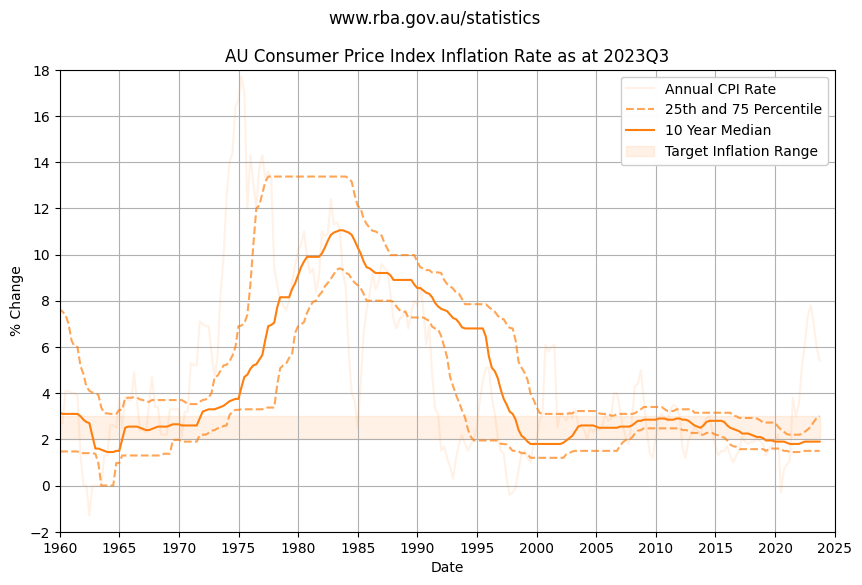 www.rba.gov.au/statistics
AU Consumer Price Index Inflation Rate as at 2023Q3
Annual CPI Rate
25th and 75 Percentile
10 Year Median
Target Inflation Range
% Change
18
16
14
12
10
8
6
4
2
0
−2
1960 1965 1970 1975 1980 1985 1990 1995 2000 2005 2010 2015 2020 2025
Date